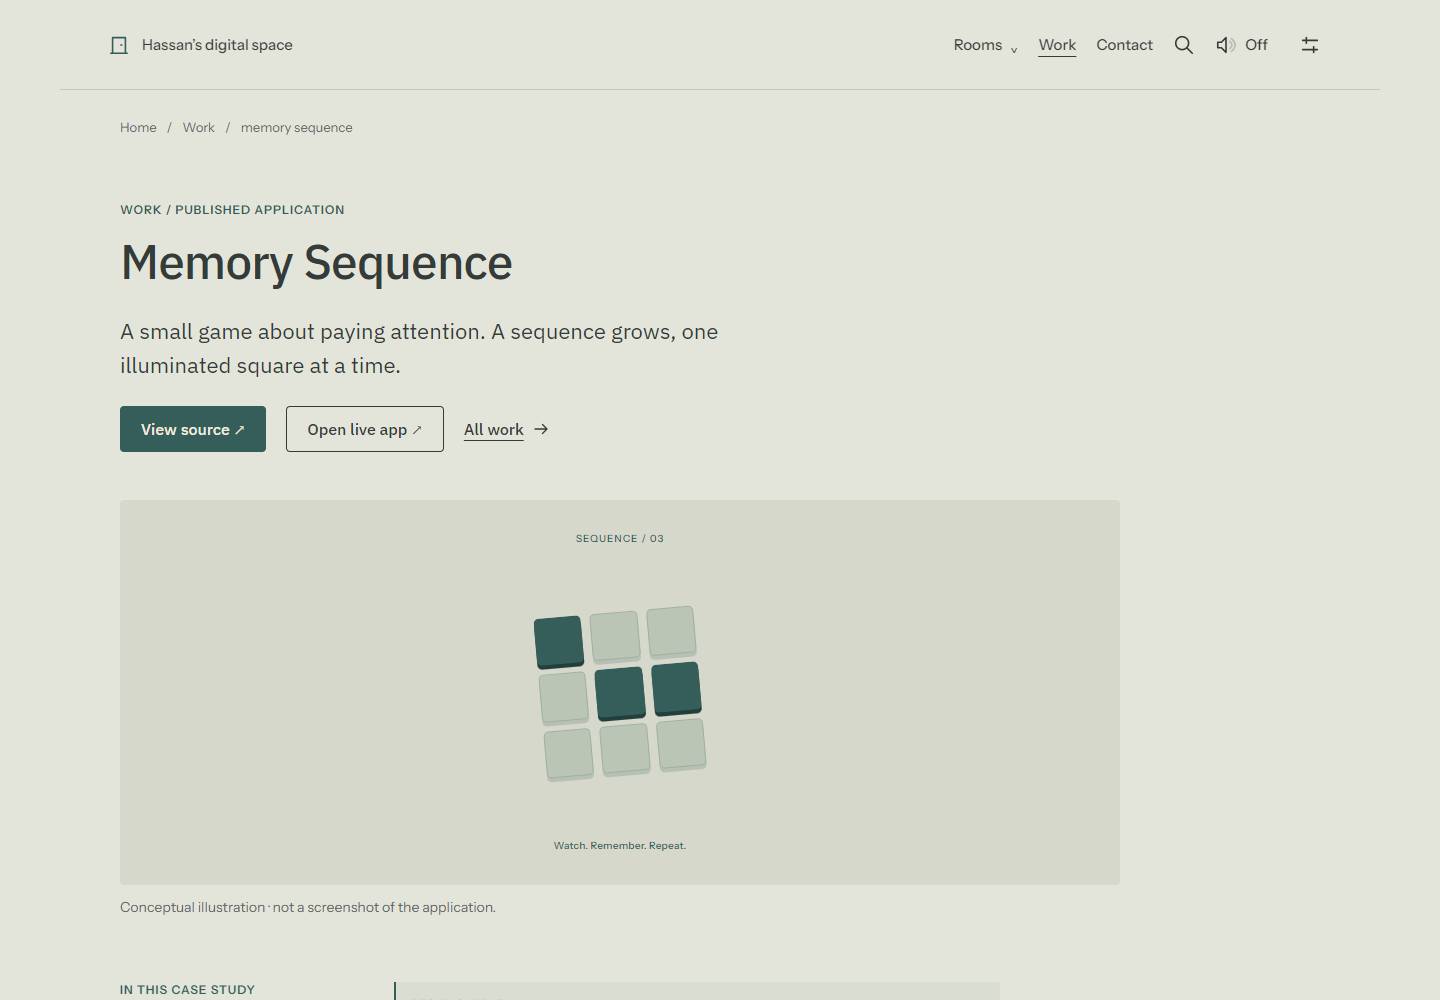 Hassan’s digital space
Rooms
Work
Contact
Off
Home / Work / memory sequence
WORK / PUBLISHED APPLICATION
Memory Sequence
A small game about paying attention. A sequence grows, one
illuminated square at a time.
View source ↗
Open live app ↗
All work →
SEQUENCE / 03
Watch. Remember. Repeat.
Conceptual illustration · not a screenshot of the application.
IN THIS CASE STUDY